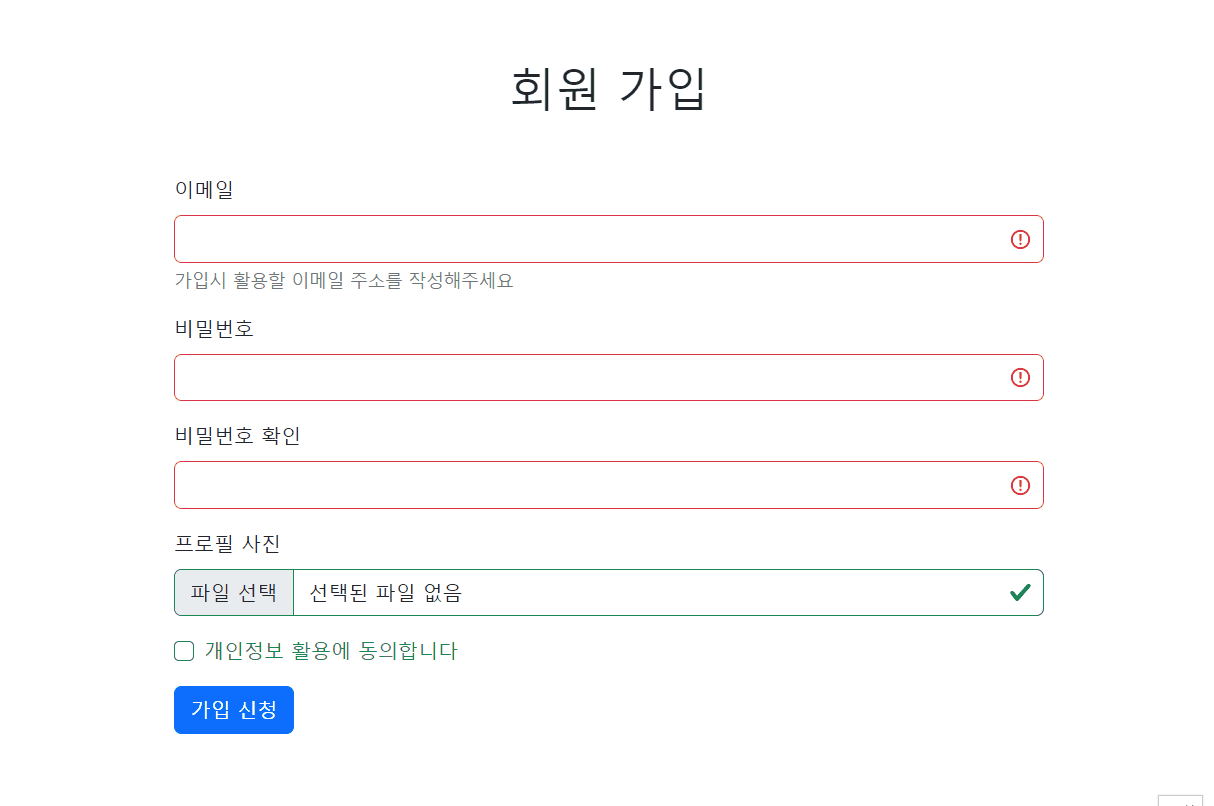 회원 가입
이메일
가입시 활용할 이메일 주소를 작성해주세요
비밀번호
비밀번호 확인
프로필 사진
파일 선택 선택된 파일 없음
개인정보 활용에 동의합니다
가입 신청